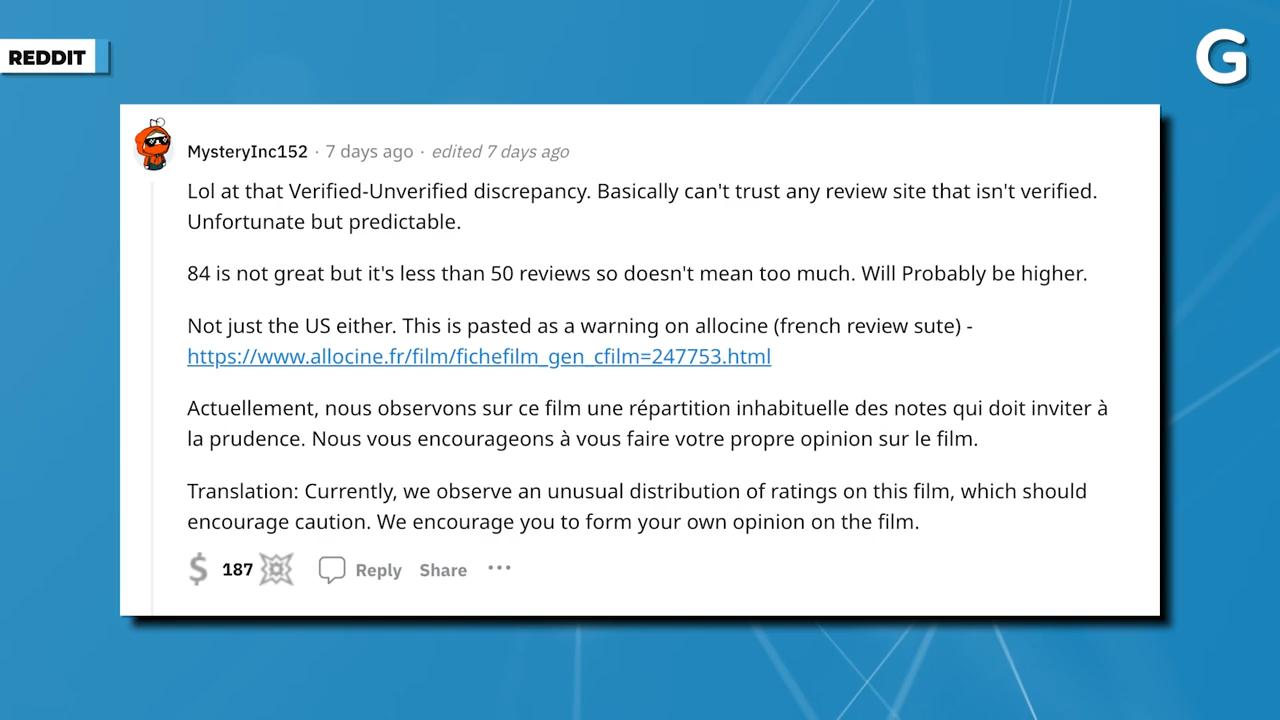 REDDIT
G
MysteryInc152 · 7 days ago · edited 7 days ago
Lol at that Verified-Unverified discrepancy. Basically can't trust any review site that isn't verified.
Unfortunate but predictable.
84 is not great but it's less than 50 reviews so doesn't mean too much. Will Probably be higher.
Not just the US either. This is pasted as a warning on allocine (french review sute) -
https://www.allocine.fr/film/fichefilm_gen_cfilm=247753.html
Actuellement, nous observons sur ce film une répartition inhabituelle des notes qui doit inviter à
la prudence. Nous vous encourageons à vous faire votre propre opinion sur le film.
Translation: Currently, we observe an unusual distribution of ratings on this film, which should
encourage caution. We encourage you to form your own opinion on the film.
$ 187 Reply Share ···